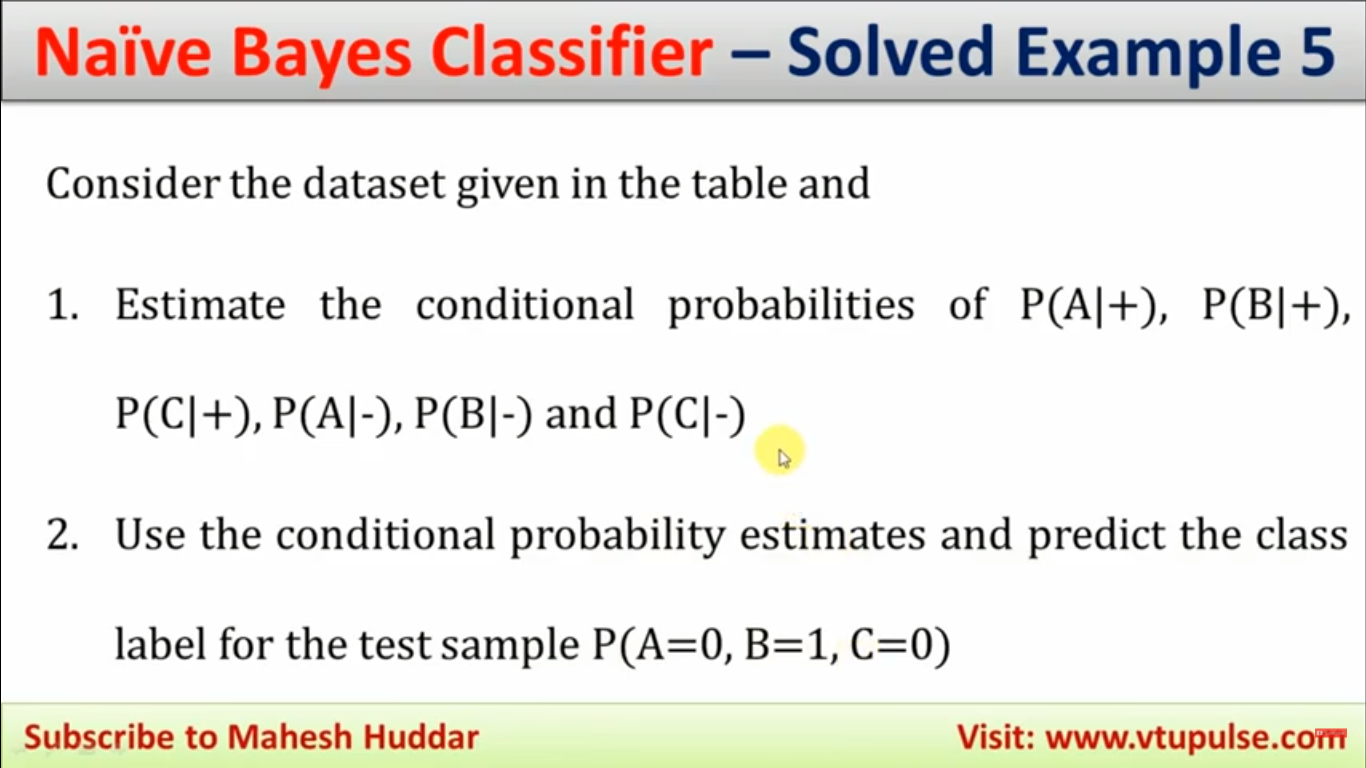 Naïve Bayes Classifier – Solved Example 5
Consider the dataset given in the table and
1. Estimate the conditional probabilities of P(A|+), P(B|+),
P(C|+), P(A|-), P(B|-) and P(C|-)
2. Use the conditional probability estimates and predict the class
label for the test sample P(A=0, B=1, C=0)
Subscribe to Mahesh Huddar
Visit: www.vtupulse.com